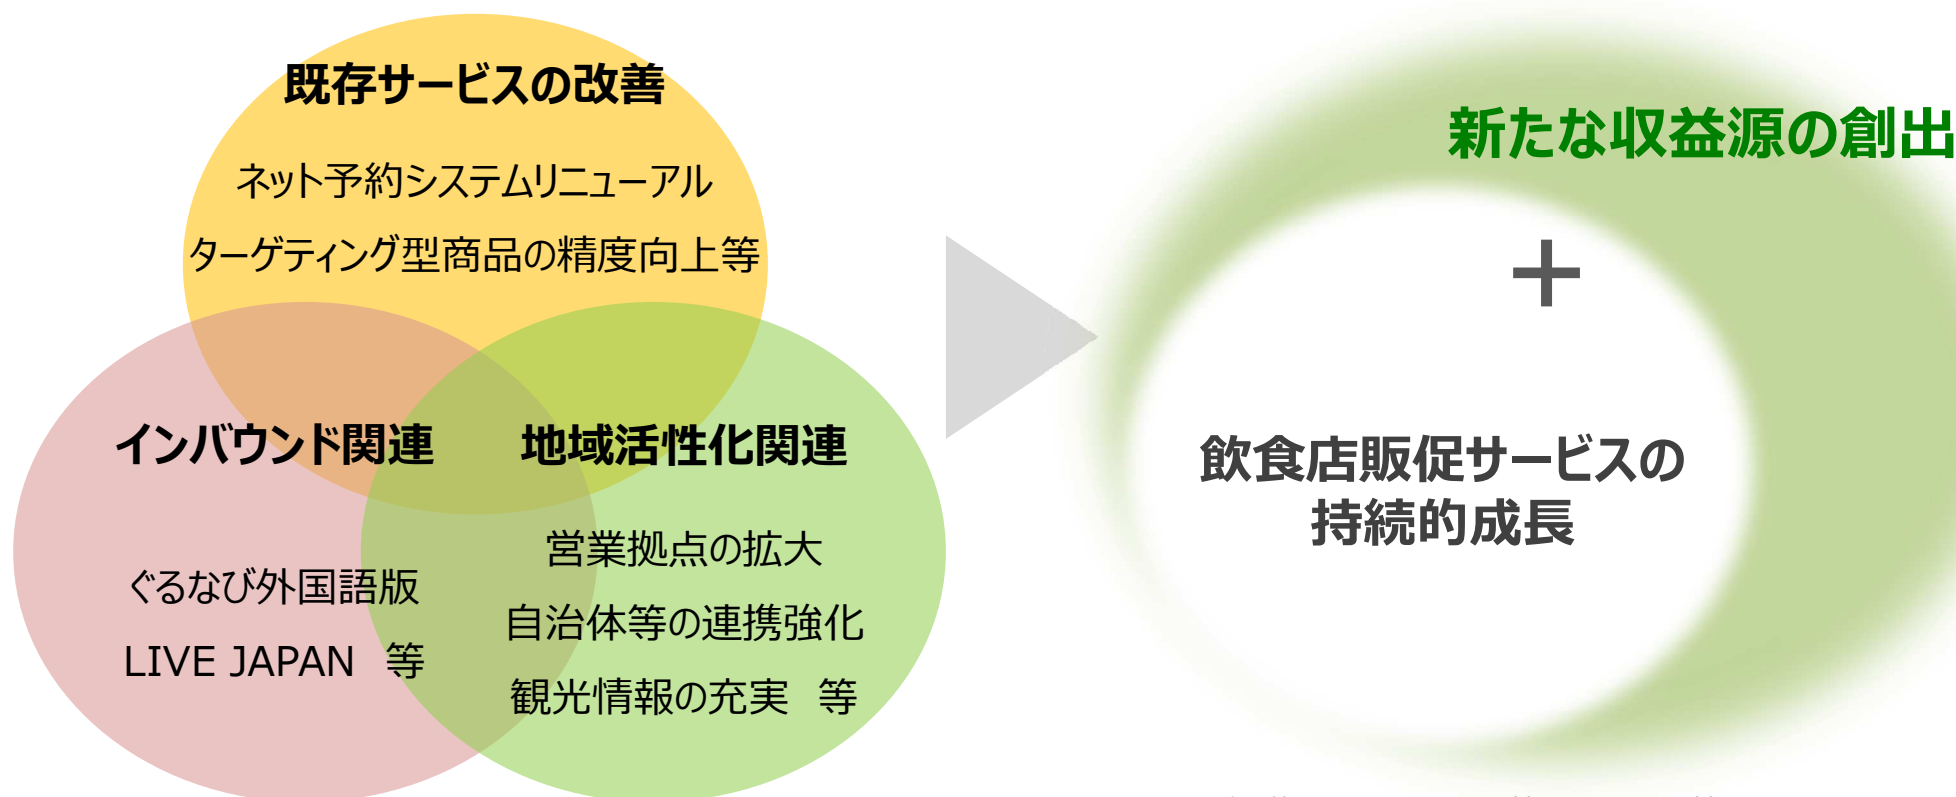 既存サービスの改善
ネット予約システムリニューアル
ターゲティング型商品の精度向上等
インバウンド関連
ぐるなび外国語版
LIVE JAPAN 等
地域活性化関連
営業拠点の拡大
自治体等の連携強化
観光情報の充実 等
新たな収益源の創出
+
飲食店販促サービスの
持続的成長